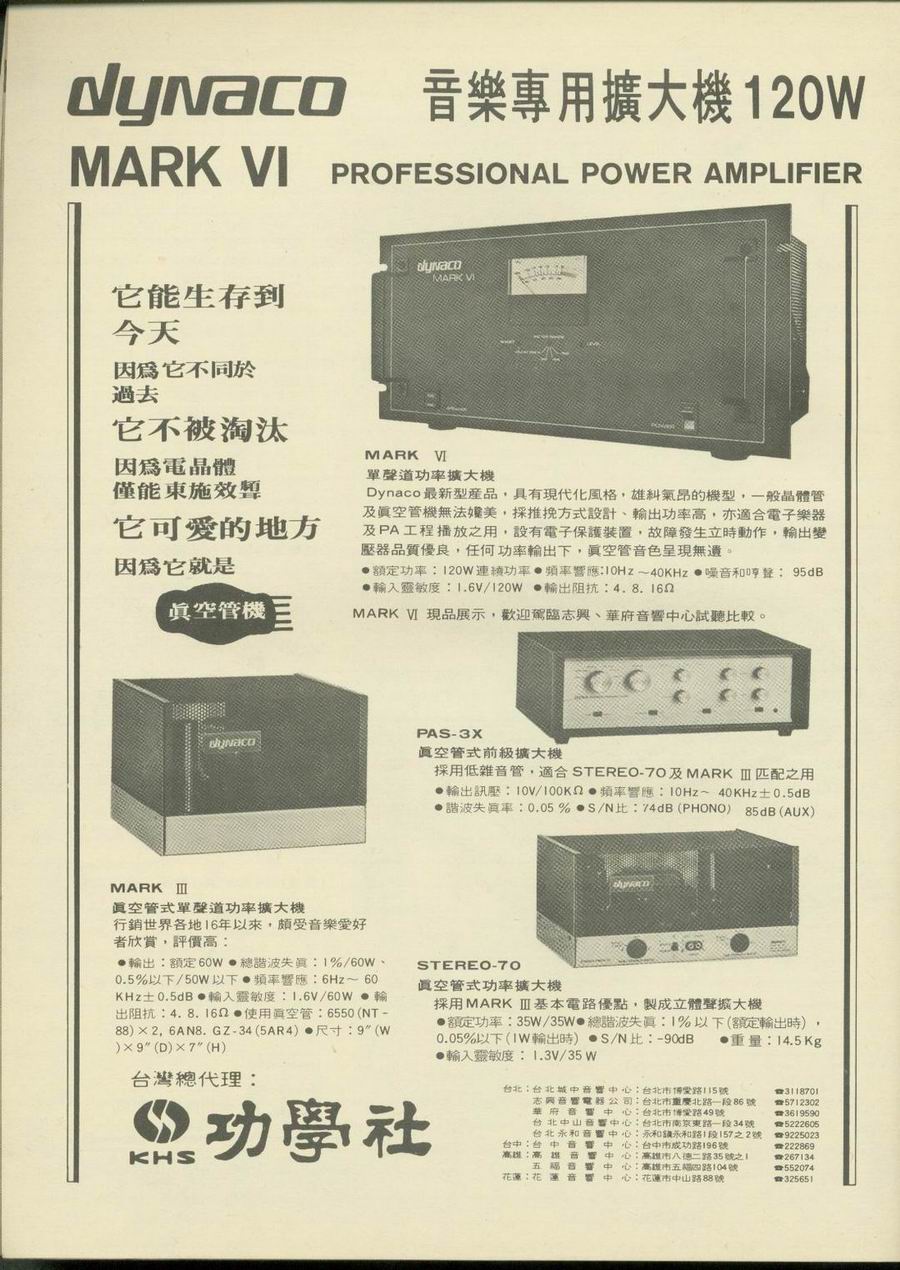 dynaco 音樂專用擴大機120W
MARK VI PROFESSIONAL POWER AMPLIFIER
它能生存到
今天
因爲它不同於
過去
它不被淘汰
因爲電晶體
僅能東施效顰
它可愛的地方
因爲它就是
眞空管機
dynaco
MARK VI
POWER
MARK Ⅵ
單聲道功率擴大機
Dynaco最新型産品，具有現代化風格，雄糾氣昂的機型，一般晶體管
及眞空管機無法媲美，採推挽方式設計、輸出功率高，亦適合電子樂器
及PA工程播放之用，設有電子保護裝置，故障發生立時動作，輸出變
壓器品質優良，任何功率輸出下，眞空管音色呈現無遺。
●額定功率：120W連續功率●頻率響應:10Hz～40KHz●噪音和哼聲：95dB
●輸入靈敏度：1.6V/120W ●輸出阻抗：4. 8. 16Ω
MARK Ⅵ 現品展示，歡迎駕臨志興、華府音響中心試聽比較。
PAS-3X
眞空管式前級擴大機
採用低雜音管，適合STEREO-70及MARK Ⅲ匹配之用
●輸出訊壓：10V/100KΩ●頻率響應：10Hz～ 40KHz±0.5dB
●諧波失眞率：0.05％●S/N比：74dB(PHONO) 85dB(AUX)
dynaco
MARK Ⅲ
眞空管式單聲道功率擴大機
行銷世界各地16年以來，頗受音樂愛好
者欣賞，評價高：
●輸出：額定60W●總諧波失眞：1%/60W、
0.5%以下/50W以下●頻率響應：6Hz～ 60
KHz±0.5dB●輸入靈敏度：1.6V/60W ●輸
出阻抗：4. 8. 16Ω●使用眞空管：6550(NT-
88)×2, 6AN8. GZ-34(5AR4)●尺寸：9″(W
)×9″(D)×7″(H)
dynaco
STEREO-70
眞空管式功率擴大機
採用MARK Ⅲ基本電路優點，製成立體聲擴大機
●額定功率：35W/35W●總諧波失眞：1%以下(額定輸出時)，
0.05%以下(1W輸出時) ●S/N比：-90dB ●重量：14.5Kg
●輸入靈敏度：1.3V/35W
台灣總代理：
KHS 功學社
台北：台北城中音響中心：台北市博愛路115號 ☎3118701
志興音響電器公司：台北市重慶北路一段86號 ☎5712302
華府音響中心：台北市博愛路49號 ☎3619590
台北中山音響中心：台北市南京東路一段34號 ☎5222605
台北永和音響中心：永和鎮永和路1段157之2號 ☎9225023
台中：台中音響中心：台中市成功路196號 ☎222869
高雄：高雄音響中心：高雄市八德二路35號之1 ☎267134
五福音響中心：高雄市五福四路104號 ☎552074
花蓮：花蓮音響中心：花蓮市中山路88號 ☎325651